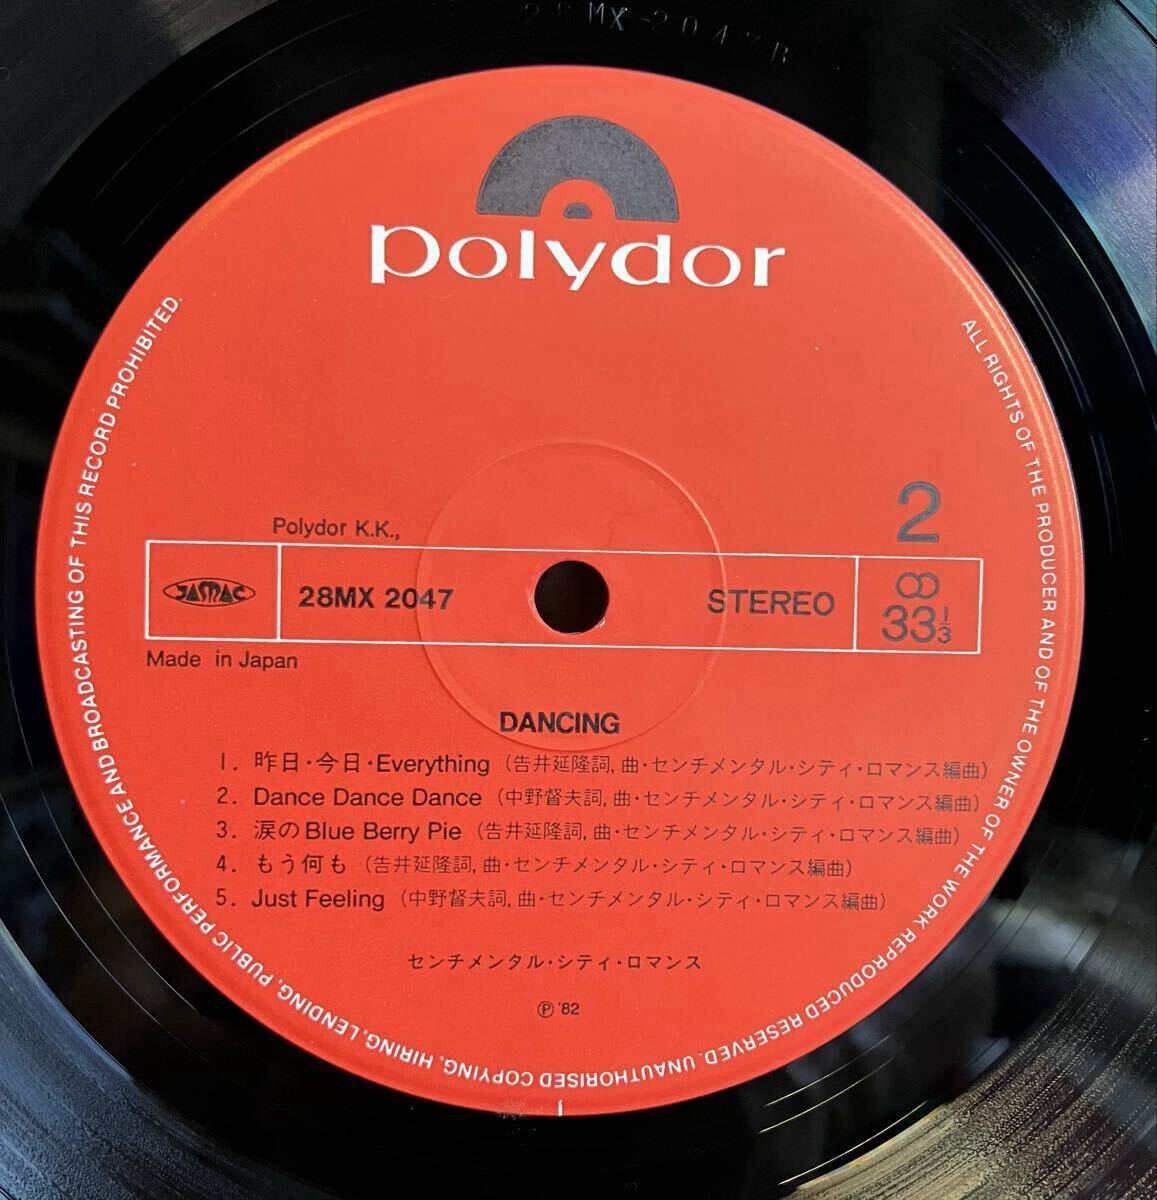 28MX-2047B
polydor
ALL RIGHTS OF THE PRODUCER AND OF THE OWNER OF THE WORK REPRODUCED RESERVED. UNAUTHORISED COPYING, HIRING, LENDING, PUBLIC PERFORMANCE AND BROADCASTING OF THIS RECORD PROHIBITED.
2
Polydor K.K.,
JASRAC 28MX 2047 STEREO ∞ 33⅓
Made in Japan
DANCING
1. 昨日・今日・Everything (告井延隆詞, 曲・センチメンタル・シティ・ロマンス編曲)
2. Dance Dance Dance (中野督夫詞, 曲・センチメンタル・シティ・ロマンス編曲)
3. 涙のBlue Berry Pie (告井延隆詞, 曲・センチメンタル・シティ・ロマンス編曲)
4. もう何も (告井延隆詞, 曲・センチメンタル・シティ・ロマンス編曲)
5. Just Feeling (中野督夫詞, 曲・センチメンタル・シティ・ロマンス編曲)
センチメンタル・シティ・ロマンス
℗ '82